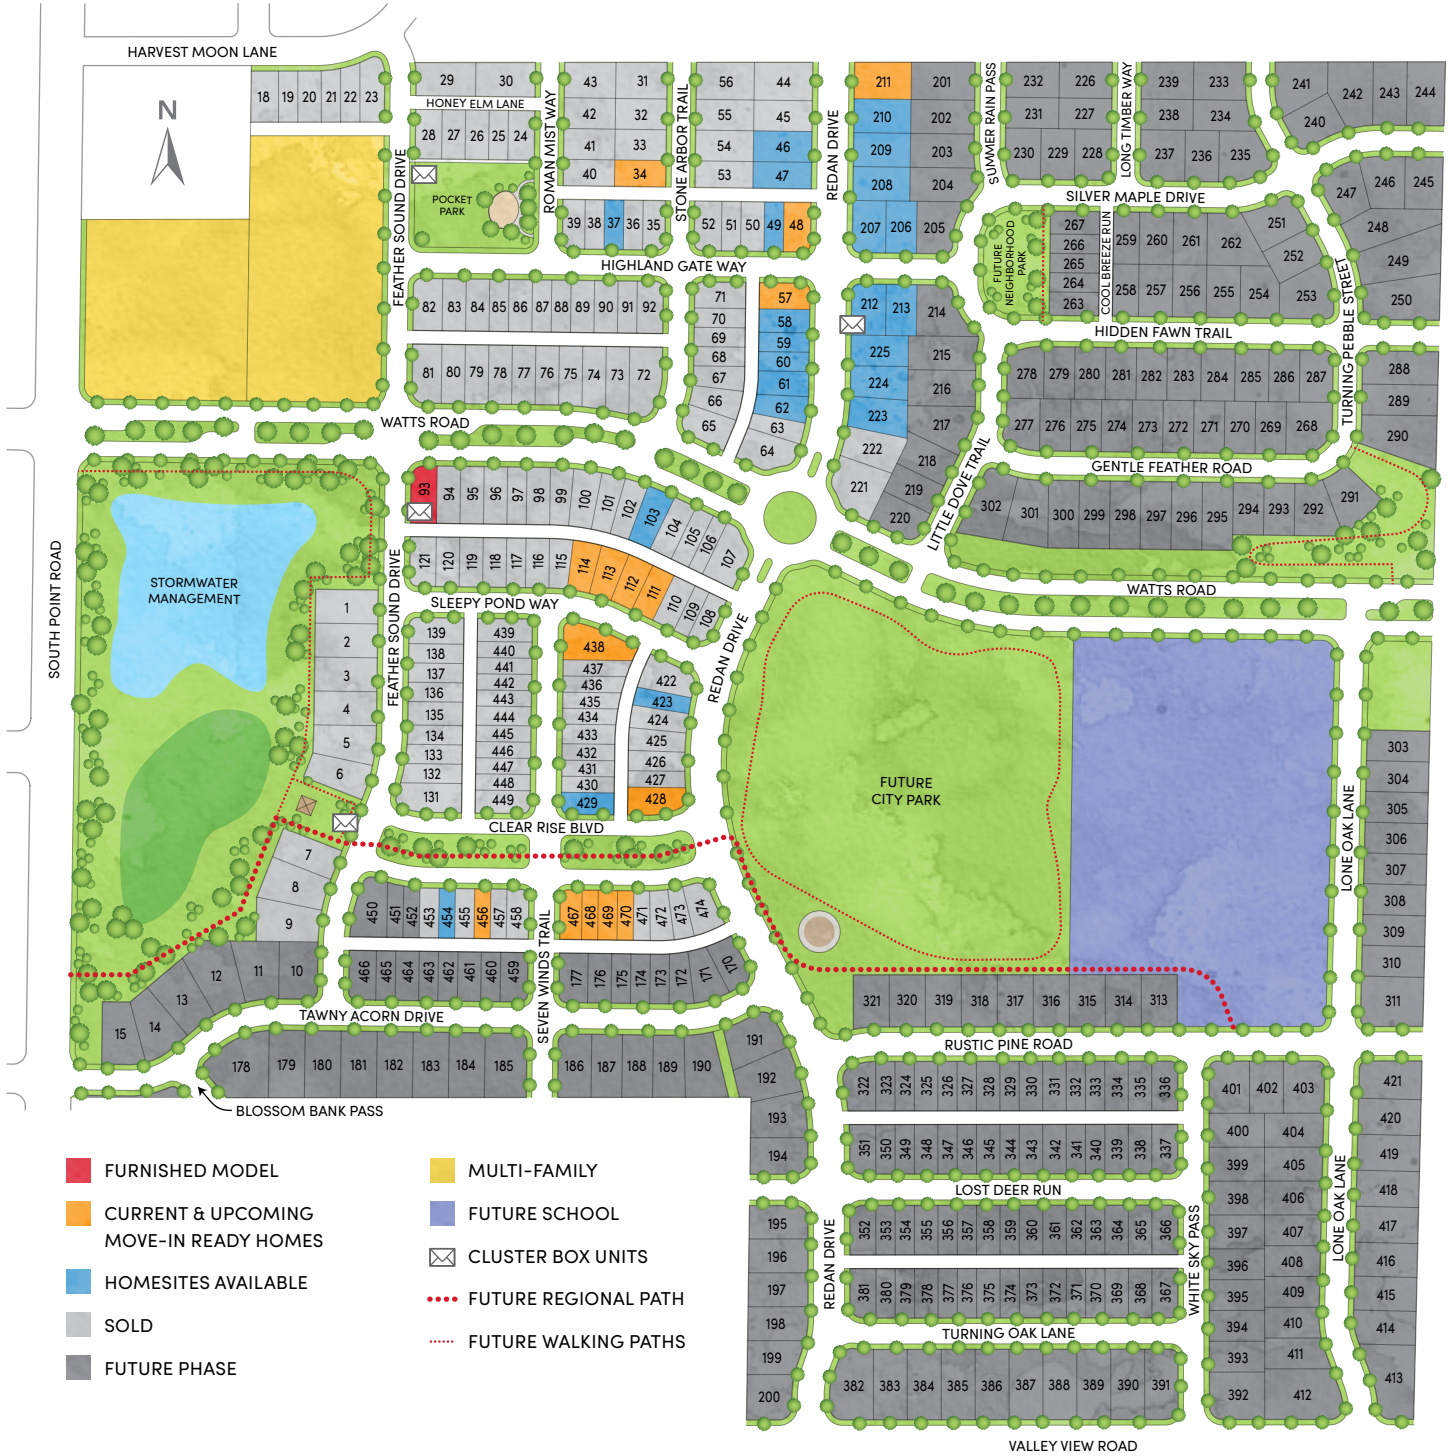 HARVEST MOON LANE
N
18 19 20 21 22 23
29 30
HONEY ELM LANE
28 27 26 25 24
POCKET
PARK
FEATHER SOUND DRIVE
ROMAN MIST WAY
43 31
42 32
41 33
40 34
39 38 37 36 35
STONE ARBOR TRAIL
56 44
55 45
54 46
53 47
52 51 50 49 48
REDAN DRIVE
211 201
210 202
209 203
208 204
207 206 205
SUMMER RAIN PASS
232 226
231 227
230 229 228
LONG TIMBER WAY
239 233
238 234
237 236 235
241 242 243 244
240
SILVER MAPLE DRIVE
247 246 245
248
249
250
FUTURE
NEIGHBORHOOD
PARK
267
266
265
264
263
COOL BREEZE RUN
259 260 261 262 251
252
258 257 256 255 254 253
TURNING PEBBLE STREET
HIGHLAND GATE WAY
HIDDEN FAWN TRAIL
82 83 84 85 86 87 88 89 90 91 92
81 80 79 78 77 76 75 74 73 72
71
70
69
68
67
66
65
57
58
59
60
61
62
63
64
212 213 214
225 215
224 216
223 217
222 218
221 219
220
LITTLE DOVE TRAIL
278 279 280 281 282 283 284 285 286 287
277 276 275 274 273 272 271 270 269 268
288
289
290
WATTS ROAD
GENTLE FEATHER ROAD
302 301 300 299 298 297 296 295 294 293 292 291
WATTS ROAD
SOUTH POINT ROAD
STORMWATER
MANAGEMENT
93 94 95 96 97 98 99 100 101 102 103 104 105 106 107
121 120 119 118 117 116 115 114 113 112 111 110 109 108
SLEEPY POND WAY
FEATHER SOUND DRIVE
REDAN DRIVE
1
2
3
4
5
6
7
8
9
139
138
137
136
135
134
133
132
131
439
440
441
442
443
444
445
446
447
448
449
438
437
436
435
434
433
432
431
430
429
422
423
424
425
426
427
428
CLEAR RISE BLVD
FUTURE
CITY PARK
LONE OAK LANE
303
304
305
306
307
308
309
310
311
450 451 452 453 454 455 456 457 458
466 465 464 463 462 461 460 459
SEVEN WINDS TRAIL
467 468 469 470 471 472 473 474
177 176 175 174 173 172 171 170
15 14 13 12 11 10
TAWNY ACORN DRIVE
321 320 319 318 317 316 315 314 313
RUSTIC PINE ROAD
178 179 180 181 182 183 184 185
186 187 188 189 190
191
192
193
194
BLOSSOM BANK PASS
322 323 324 325 326 327 328 329 330 331 332 333 334 335 336
351 350 349 348 347 346 345 344 343 342 341 340 339 338 337
LOST DEER RUN
352 353 354 355 356 357 358 359 360 361 362 363 364 365 366
381 380 379 378 377 376 375 374 373 372 371 370 369 368 367
TURNING OAK LANE
382 383 384 385 386 387 388 389 390 391
VALLEY VIEW ROAD
195
196
197
198
199
200
REDAN DRIVE
WHITE SKY PASS
401 402 403
400 404
399 405
398 406
397 407
396 408
395 409
394 410
393 411
392 412
LONE OAK LANE
421
420
419
418
417
416
415
414
413
FURNISHED MODEL
CURRENT & UPCOMING
MOVE-IN READY HOMES
HOMESITES AVAILABLE
SOLD
FUTURE PHASE
MULTI-FAMILY
FUTURE SCHOOL
CLUSTER BOX UNITS
FUTURE REGIONAL PATH
FUTURE WALKING PATHS